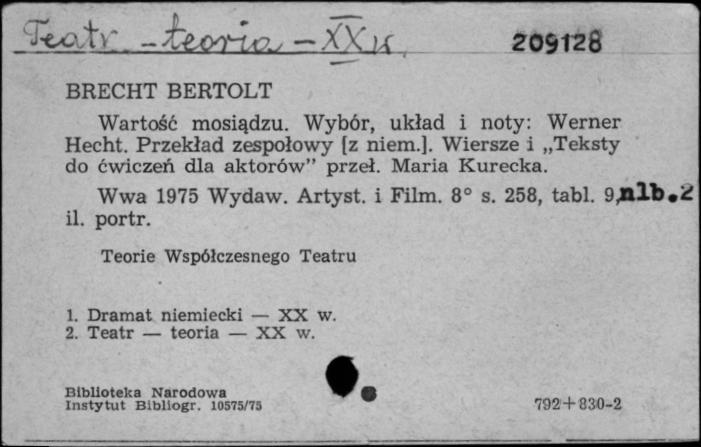 Teatr - teoria - XX w. 209128
BRECHT BERTOLT
Wartość mosiądzu. Wybór, układ i noty: Werner
Hecht. Przekład zespołowy [z niem.]. Wiersze i „Teksty
do ćwiczeń dla aktorów” przeł. Maria Kurecka.
Wwa 1975 Wydaw. Artyst. i Film. 8° s. 258, tabl. 9, nlb. 2
il. portr.
Teorie Współczesnego Teatru
1. Dramat niemiecki — XX w.
2. Teatr — teoria — XX w.
Biblioteka Narodowa
Instytut Bibliogr. 10575/75 792+830-2